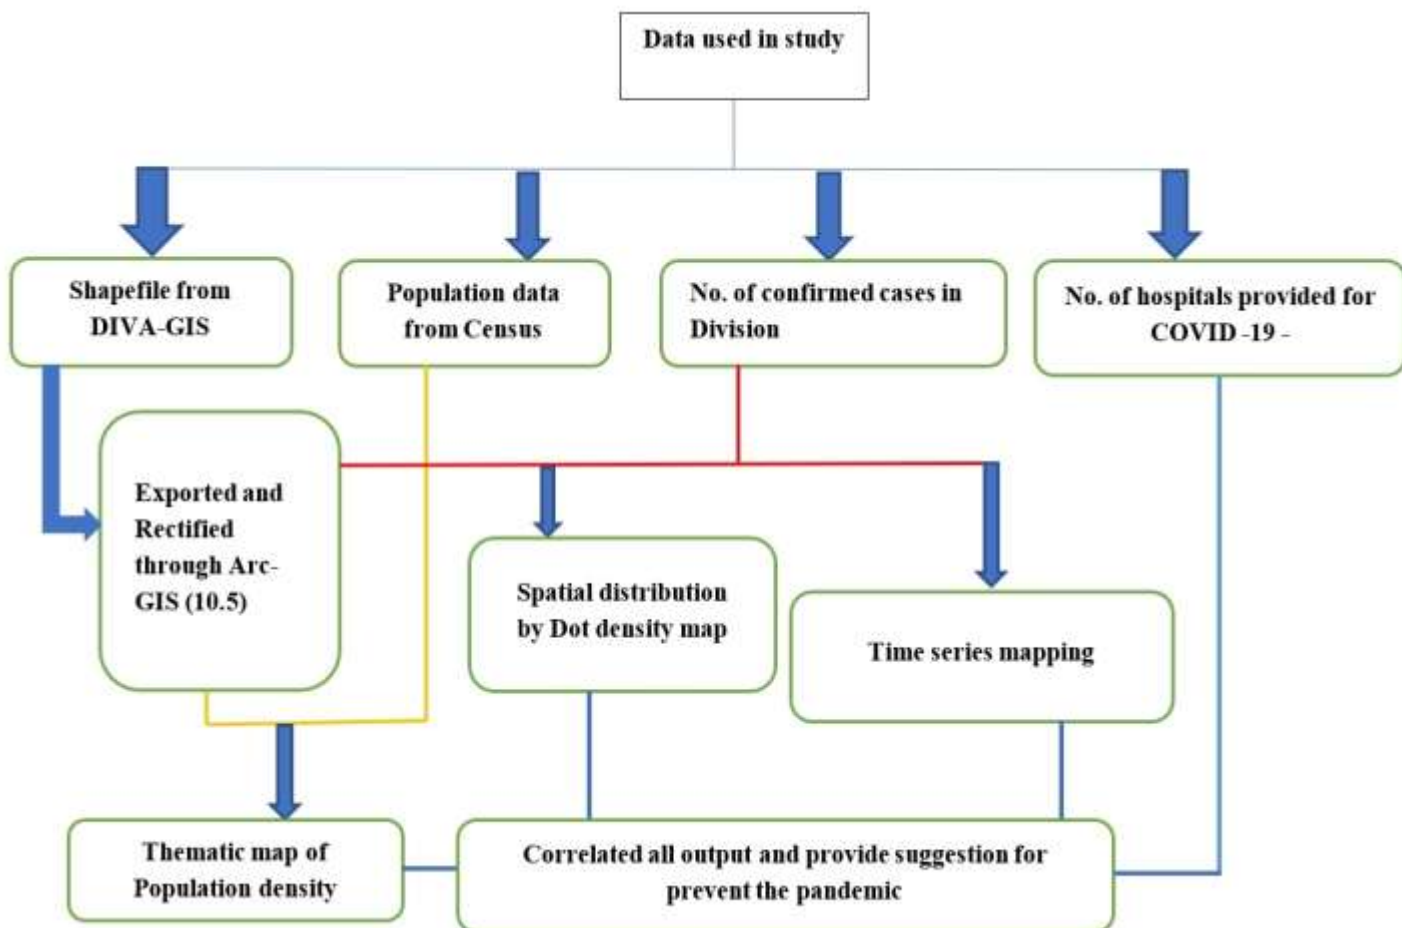 Data used in study
Shapefile from
DIVA-GIS
Population data
from Census
No. of confirmed cases in
Division
No. of hospitals provided for
COVID -19 -
Exported and
Rectified
through Arc-
GIS (10.5)
Spatial distribution
by Dot density map
Time series mapping
Thematic map of
Population density
Correlated all output and provide suggestion for
prevent the pandemic